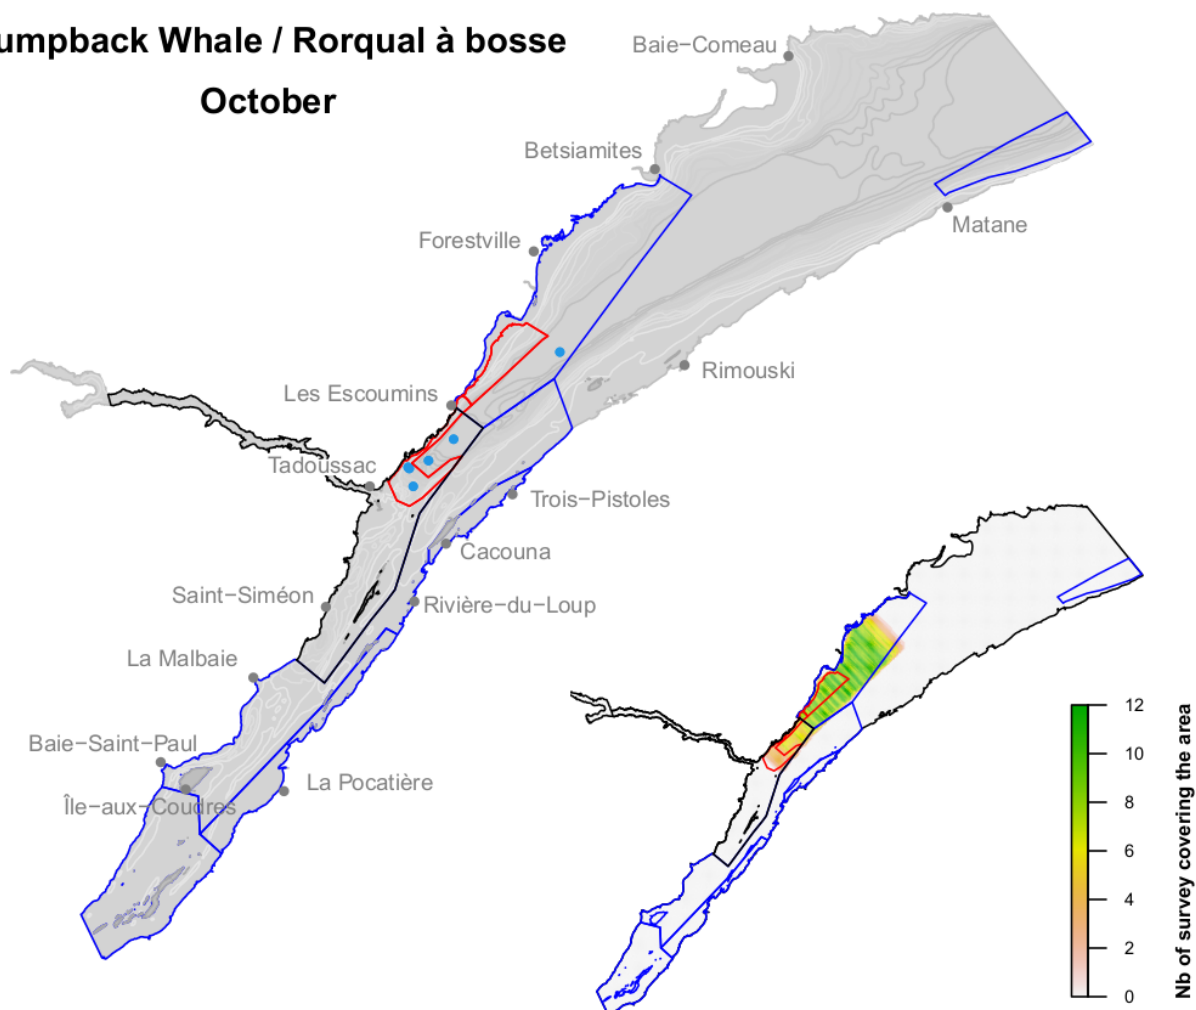 umpback Whale / Rorqual à bosse
October
Baie−Comeau
Betsiamites
Forestville
Matane
Rimouski
Les Escoumins
Tadoussac
Trois−Pistoles
Cacouna
Saint−Siméon
Rivière−du−Loup
La Malbaie
Baie−Saint−Paul
La Pocatière
Île−aux−Coudres
12
10
8
6
4
2
0
Nb of survey covering the area